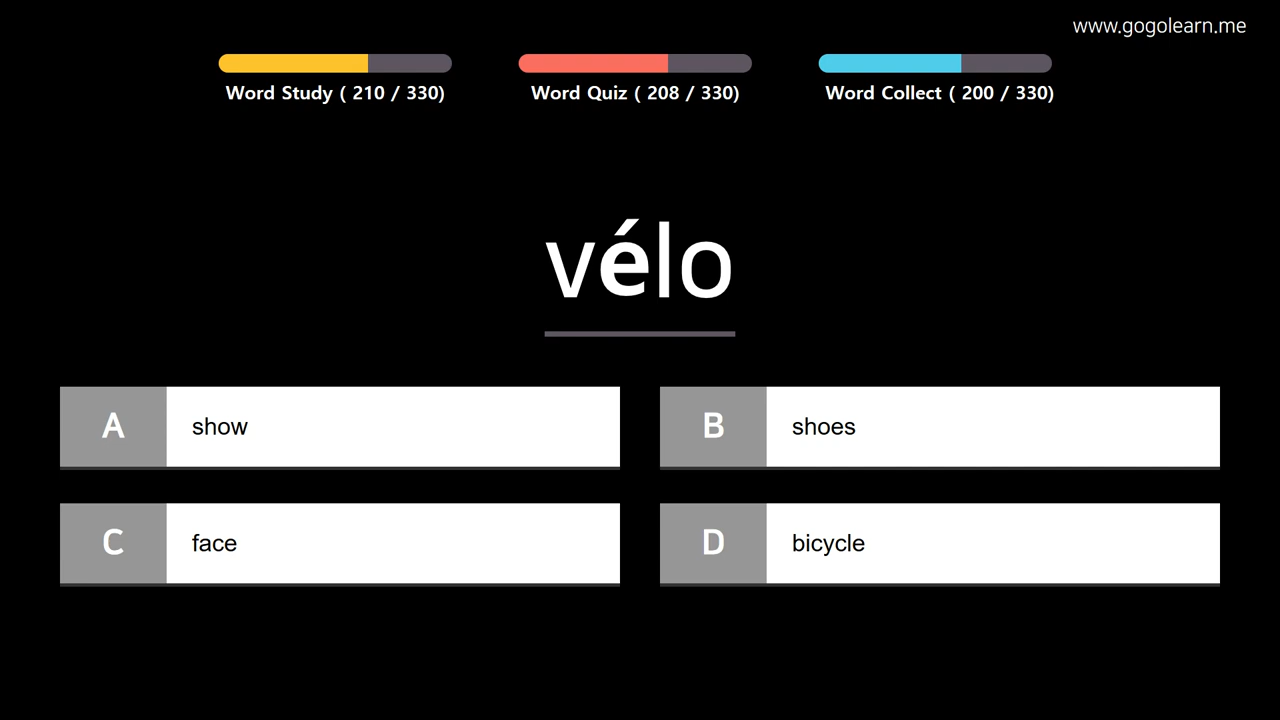 www.gogolearn.me
Word Study ( 210 / 330)
Word Quiz ( 208 / 330)
Word Collect ( 200 / 330)
vélo
A show
B shoes
C face
D bicycle